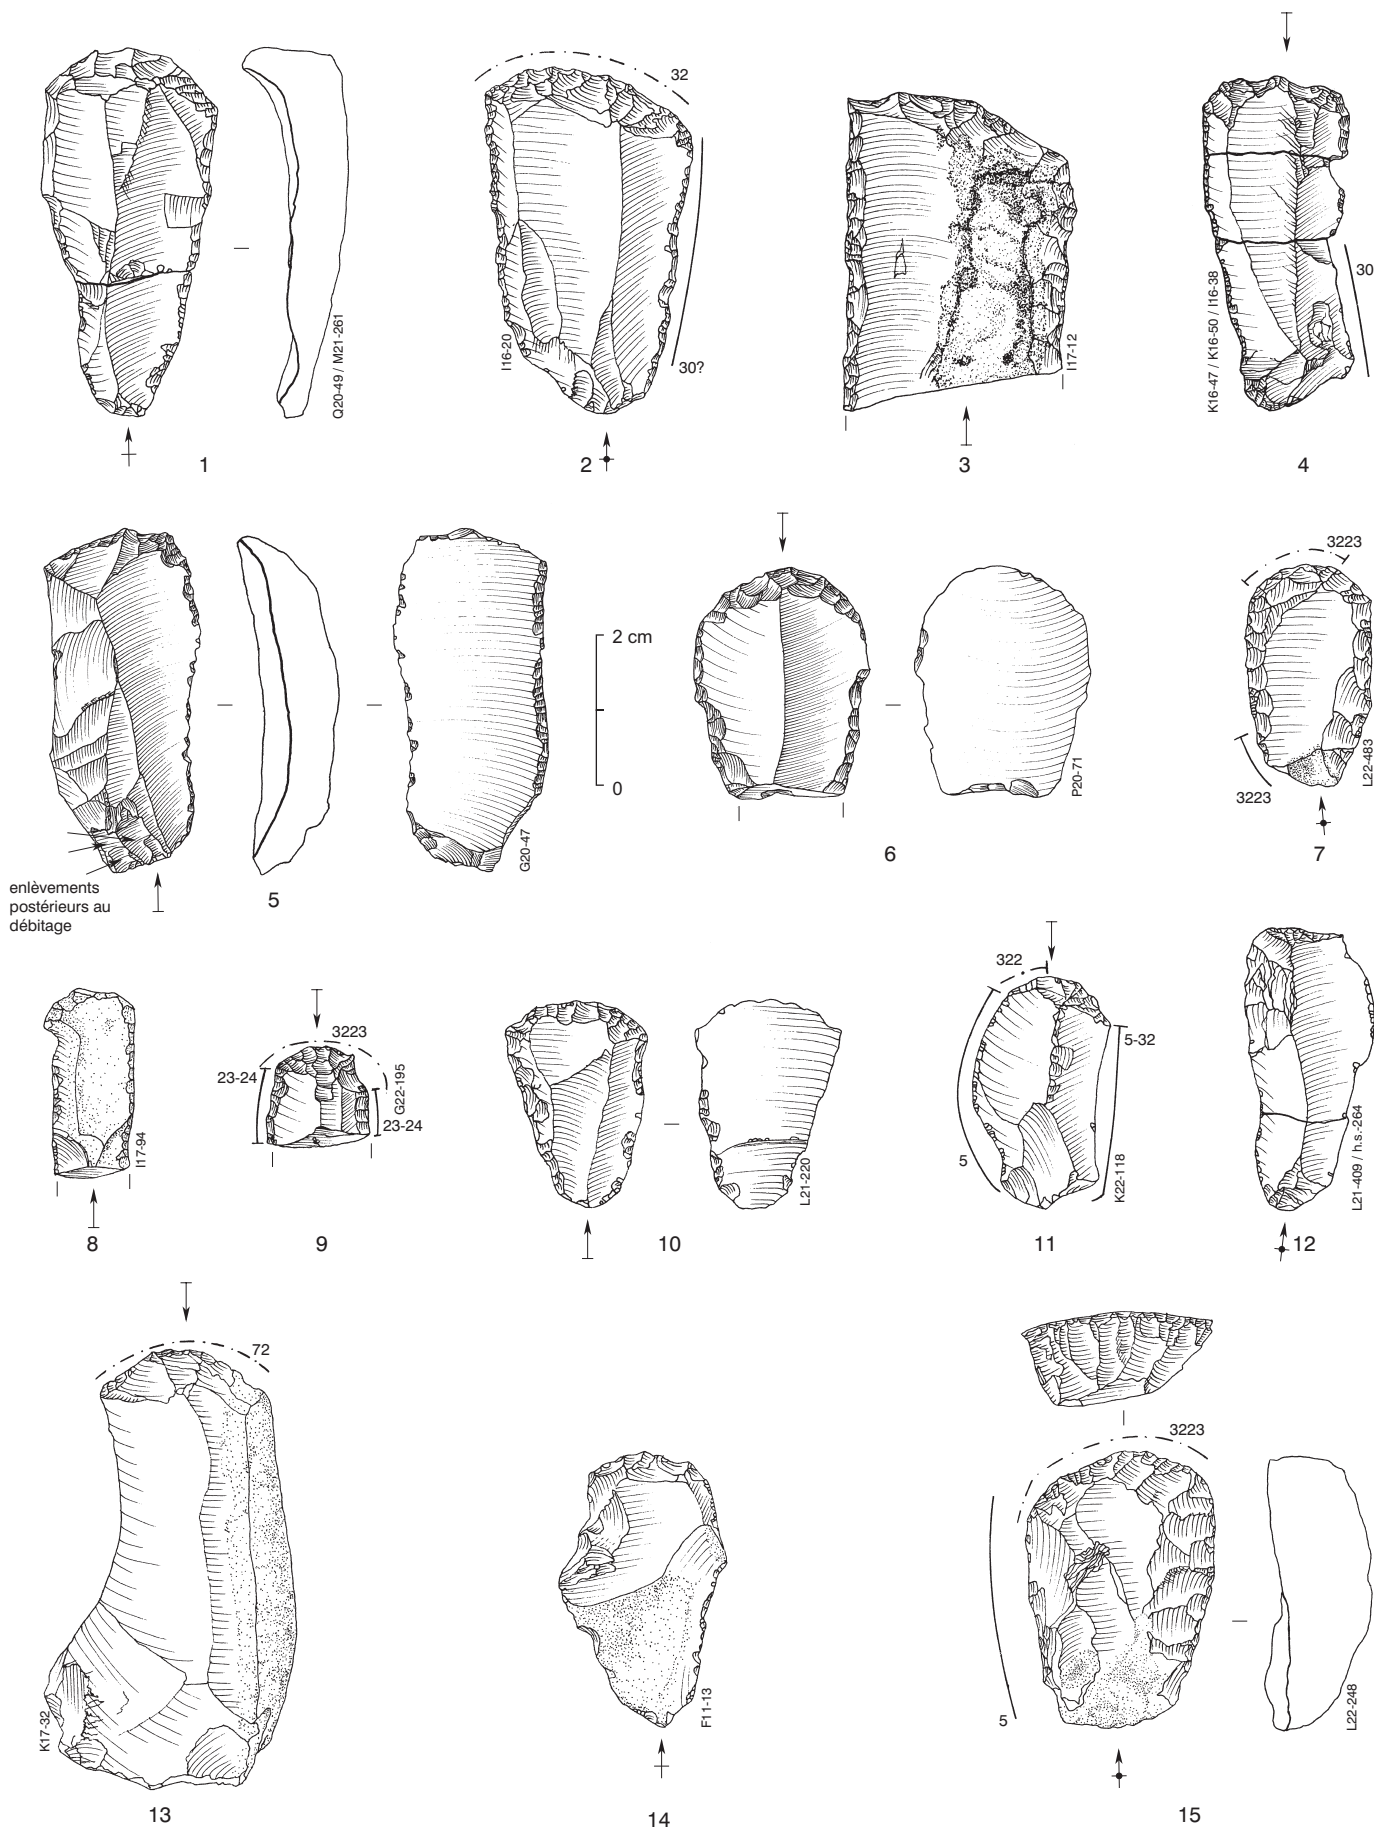 32
I16-20
30?
Q20-49 / M21-261
I17-12
K16-47 / K16-50 / I16-38
30
1
2
3
4
2 cm
0
G20-47
P20-71
3223
3223
L22-483
enlèvements
postérieurs au
débitage
5
6
7
I17-94
3223
23-24
G22-195
23-24
L21-220
322
5-32
5
K22-118
L21-409 / h.s.-264
8
9
10
11
12
72
K17-32
F11-13
3223
5
L22-248
13
14
15